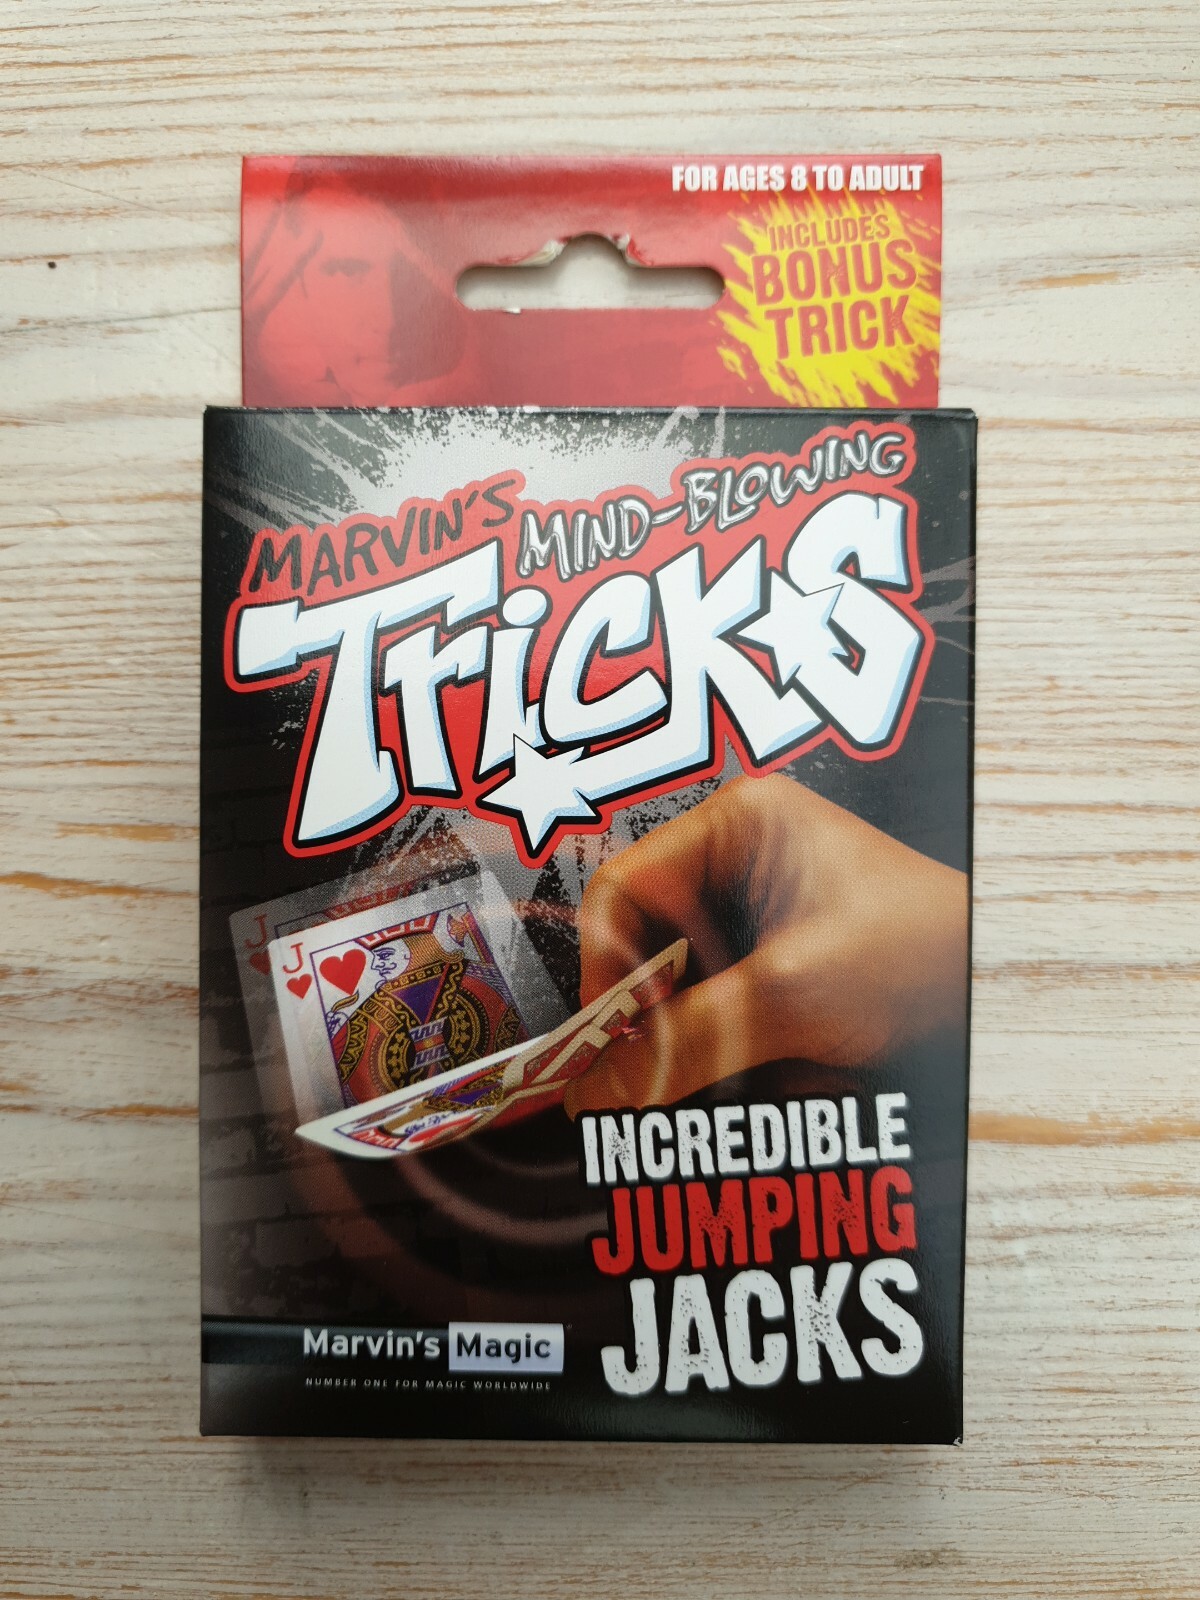 FOR AGES 8 TO ADULT
INCLUDES
BONUS
TRICK
MARVIN'S MIND-BLOWING
TRiCKS
J
J
INCREDIBLE
JUMPING
JACKS
Marvin's Magic
NUMBER ONE FOR MAGIC WORLDWIDE